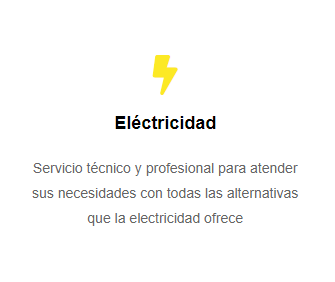 Eléctricidad
Servicio técnico y profesional para atender
sus necesidades con todas las alternativas
que la electricidad ofrece